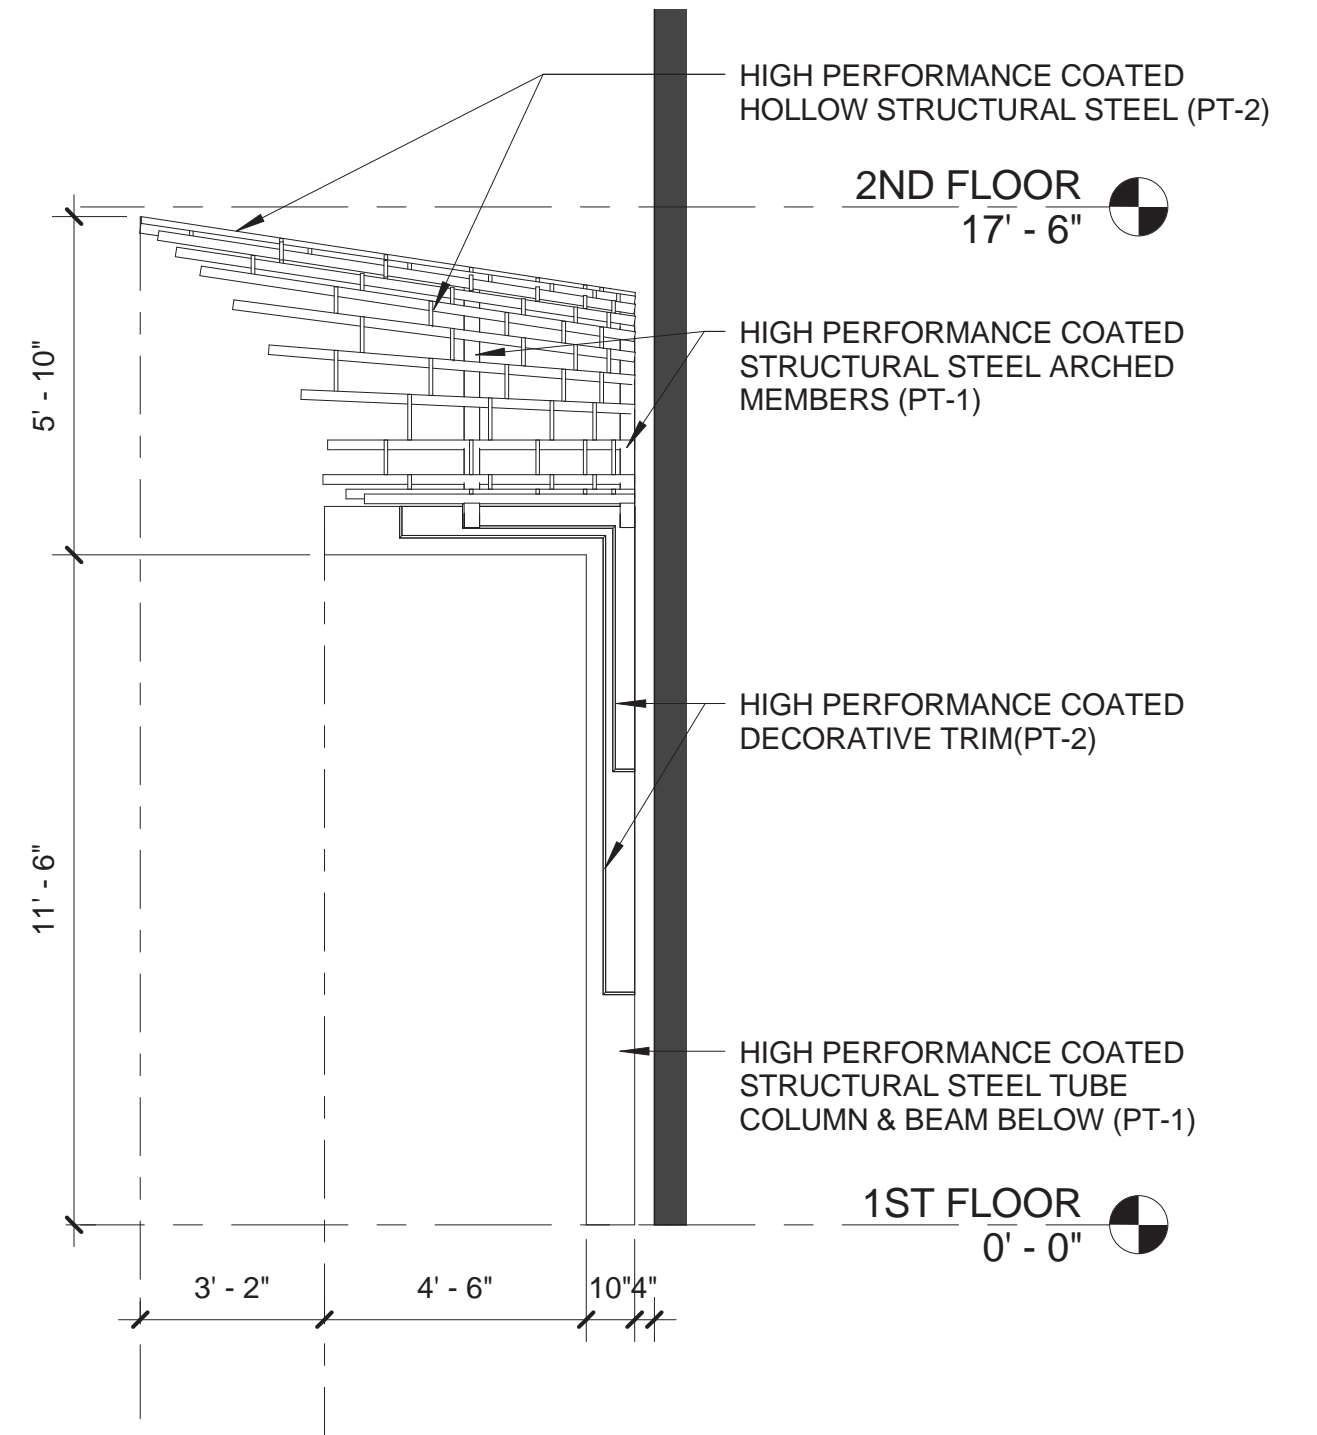 HIGH PERFORMANCE COATED
HOLLOW STRUCTURAL STEEL (PT-2)
2ND FLOOR
17' - 6"
HIGH PERFORMANCE COATED
STRUCTURAL STEEL ARCHED
MEMBERS (PT-1)
5' - 10"
HIGH PERFORMANCE COATED
DECORATIVE TRIM(PT-2)
11' - 6"
HIGH PERFORMANCE COATED
STRUCTURAL STEEL TUBE
COLUMN & BEAM BELOW (PT-1)
1ST FLOOR
0' - 0"
3' - 2"
4' - 6"
10"
4"